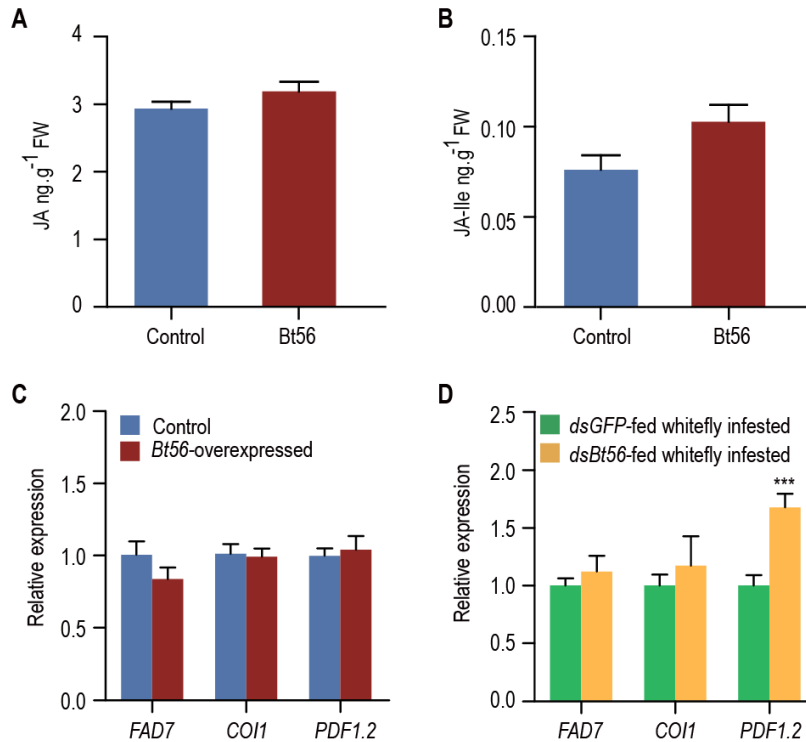 A
JA ng.g-1 FW
4
3
2
1
0
Control
Bt56
B
JA-Ile ng.g-1 FW
0.15
0.10
0.05
0.00
Control
Bt56
C
Relative expression
2.0
1.5
1.0
0.5
0.0
Control
Bt56-overexpressed
FAD7
COI1
PDF1.2
D
Relative expression
2.5
2.0
1.5
1.0
0.5
0.0
dsGFP-fed whitefly infested
dsBt56-fed whitefly infested
***
FAD7
COI1
PDF1.2